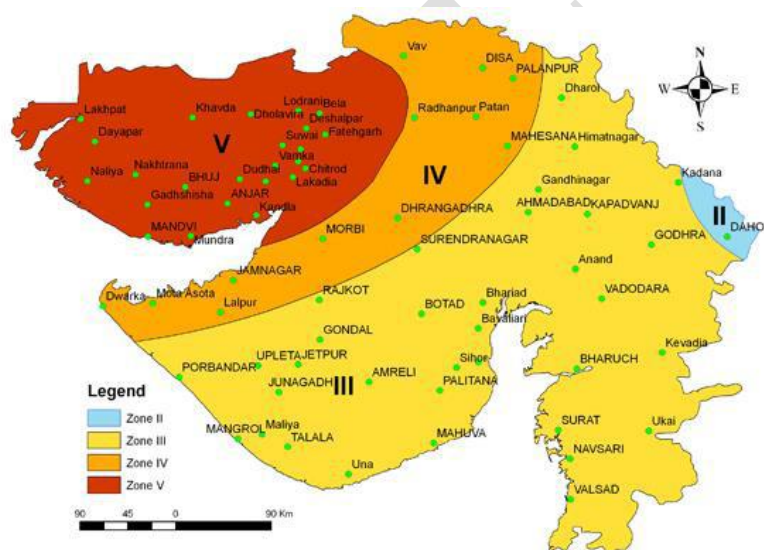 N
W E
S
Vav
DISA
PALANPUR
Dharoi
Lakhpat
Khavda
Dholavira
Lodrani
Bela
Deshalpar
Fatehgarh
Radhanpur
Patan
Dayapar
V
Suwai
MAHESANA
Himatnagar
Vamka
Chitrod
Naliya
Nakhtrana
BHUJ
Dudhai
Lakadia
IV
Kadana
Gadhshisha
ANJAR
Kandla
Gandhinagar
DHRANGADHRA
AHMADABAD
KAPADVANJ
II
MANDVI
Mundra
MORBI
SURENDRANAGAR
GODHRA
DAHO
JAMNAGAR
Anand
Dwarka
Mota Asota
Lalpur
RAJKOT
BOTAD
Bhariad
VADODARA
Bavaliari
GONDAL
Kevadia
PORBANDAR
UPLETA
JETPUR
AMRELI
Sihor
BHARUCH
Legend
JUNAGADH
III
PALITANA
Zone II
Zone III
Zone IV
Zone V
MANGROL
Maliya
TALALA
MAHUVA
SURAT
Ukai
Una
NAVSARI
VALSAD
90 45 0 90 Km